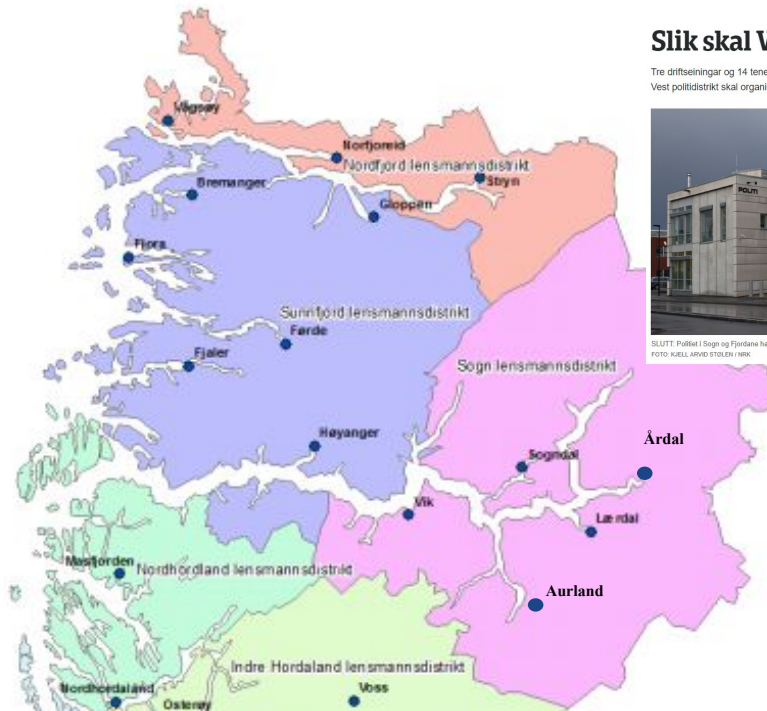 Slik skal V
Tre driftseiningar og 14 tene
Vest politidistrikt skal organi
POLITI
SLUTT: Politiet i Sogn og Fjordane ha
FOTO: KJELL ARVID STØLEN / NRK
Vågsøy
Norfjoreid
Nordfjord lensmannsdistrikt
Stryn
Bremanger
Gloppen
Flora
Sunnfjord lensmannsdistrikt
Førde
Fjaler
Sogn lensmannsdistrikt
Høyanger
Årdal
Sogndal
Vik
Lærdal
Masfjorden
Nordhordland lensmannsdistrikt
Aurland
Indre Hordaland lensmannsdistrikt
Nordhordaland
Osterøy
Voss